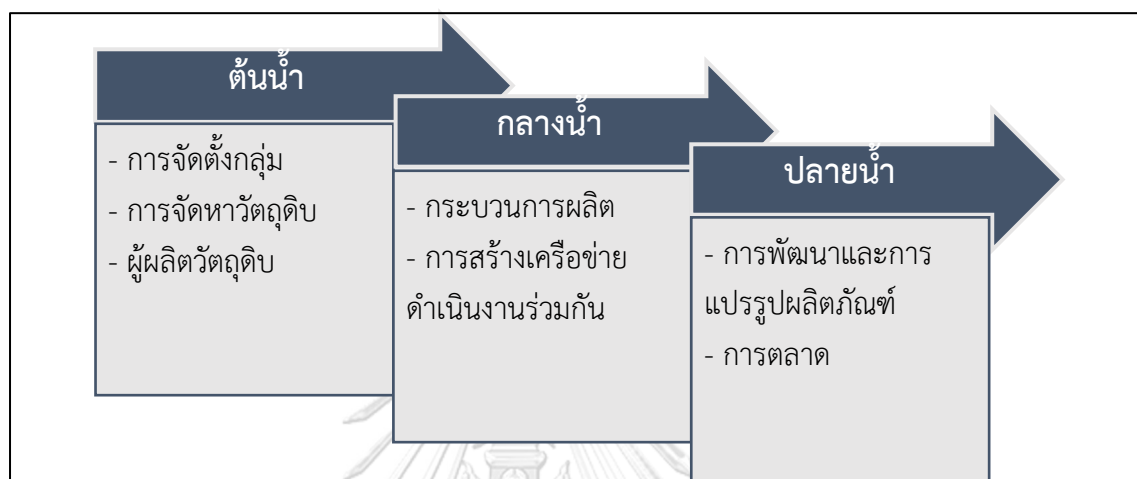 ต้นน้ำ
- การจัดตั้งกลุ่ม
- การจัดหาวัตถุดิบ
- ผู้ผลิตวัตถุดิบ
กลางน้ำ
- กระบวนการผลิต
- การสร้างเครือข่าย
ดำเนินงานร่วมกัน
ปลายน้ำ
- การพัฒนาและการ
แปรรูปผลิตภัณฑ์
- การตลาด